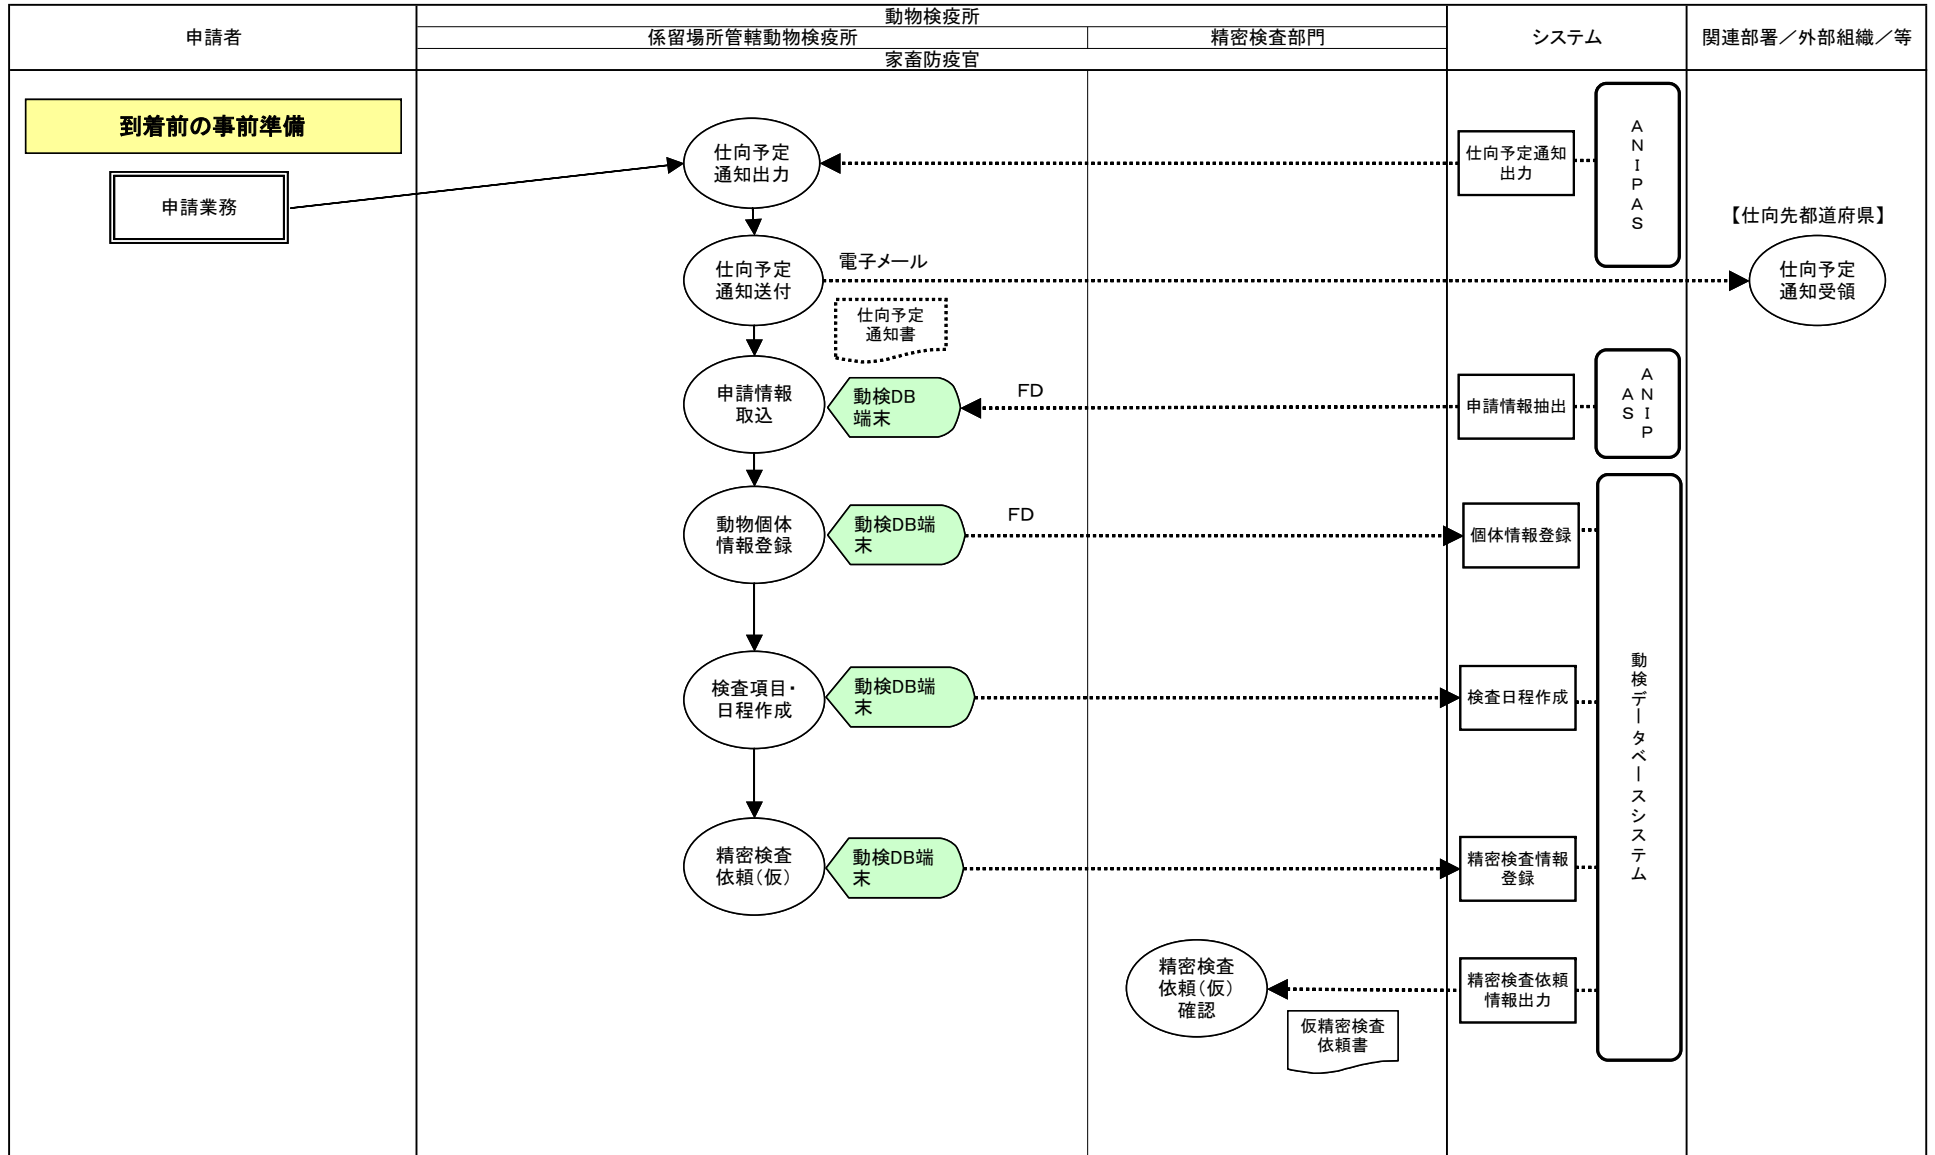 申請者
動物検疫所
係留場所管轄動物検疫所
精密検査部門
家畜防疫官
システム
関連部署／外部組織／等
到着前の事前準備
申請業務
仕向予定
通知出力
仕向予定通知
出力
ANIPAS
【仕向先都道府県】
仕向予定
通知送付
電子メール
仕向予定
通知受領
仕向予定
通知書
申請情報
取込
動検DB
端末
FD
申請情報抽出
ANIP
AS
動物個体
情報登録
動検DB端
末
FD
個体情報登録
検査項目・
日程作成
動検DB端
末
検査日程作成
動検データベースシステム
精密検査
依頼（仮）
動検DB端
末
精密検査情報
登録
精密検査
依頼（仮）
確認
精密検査依頼
情報出力
仮精密検査
依頼書